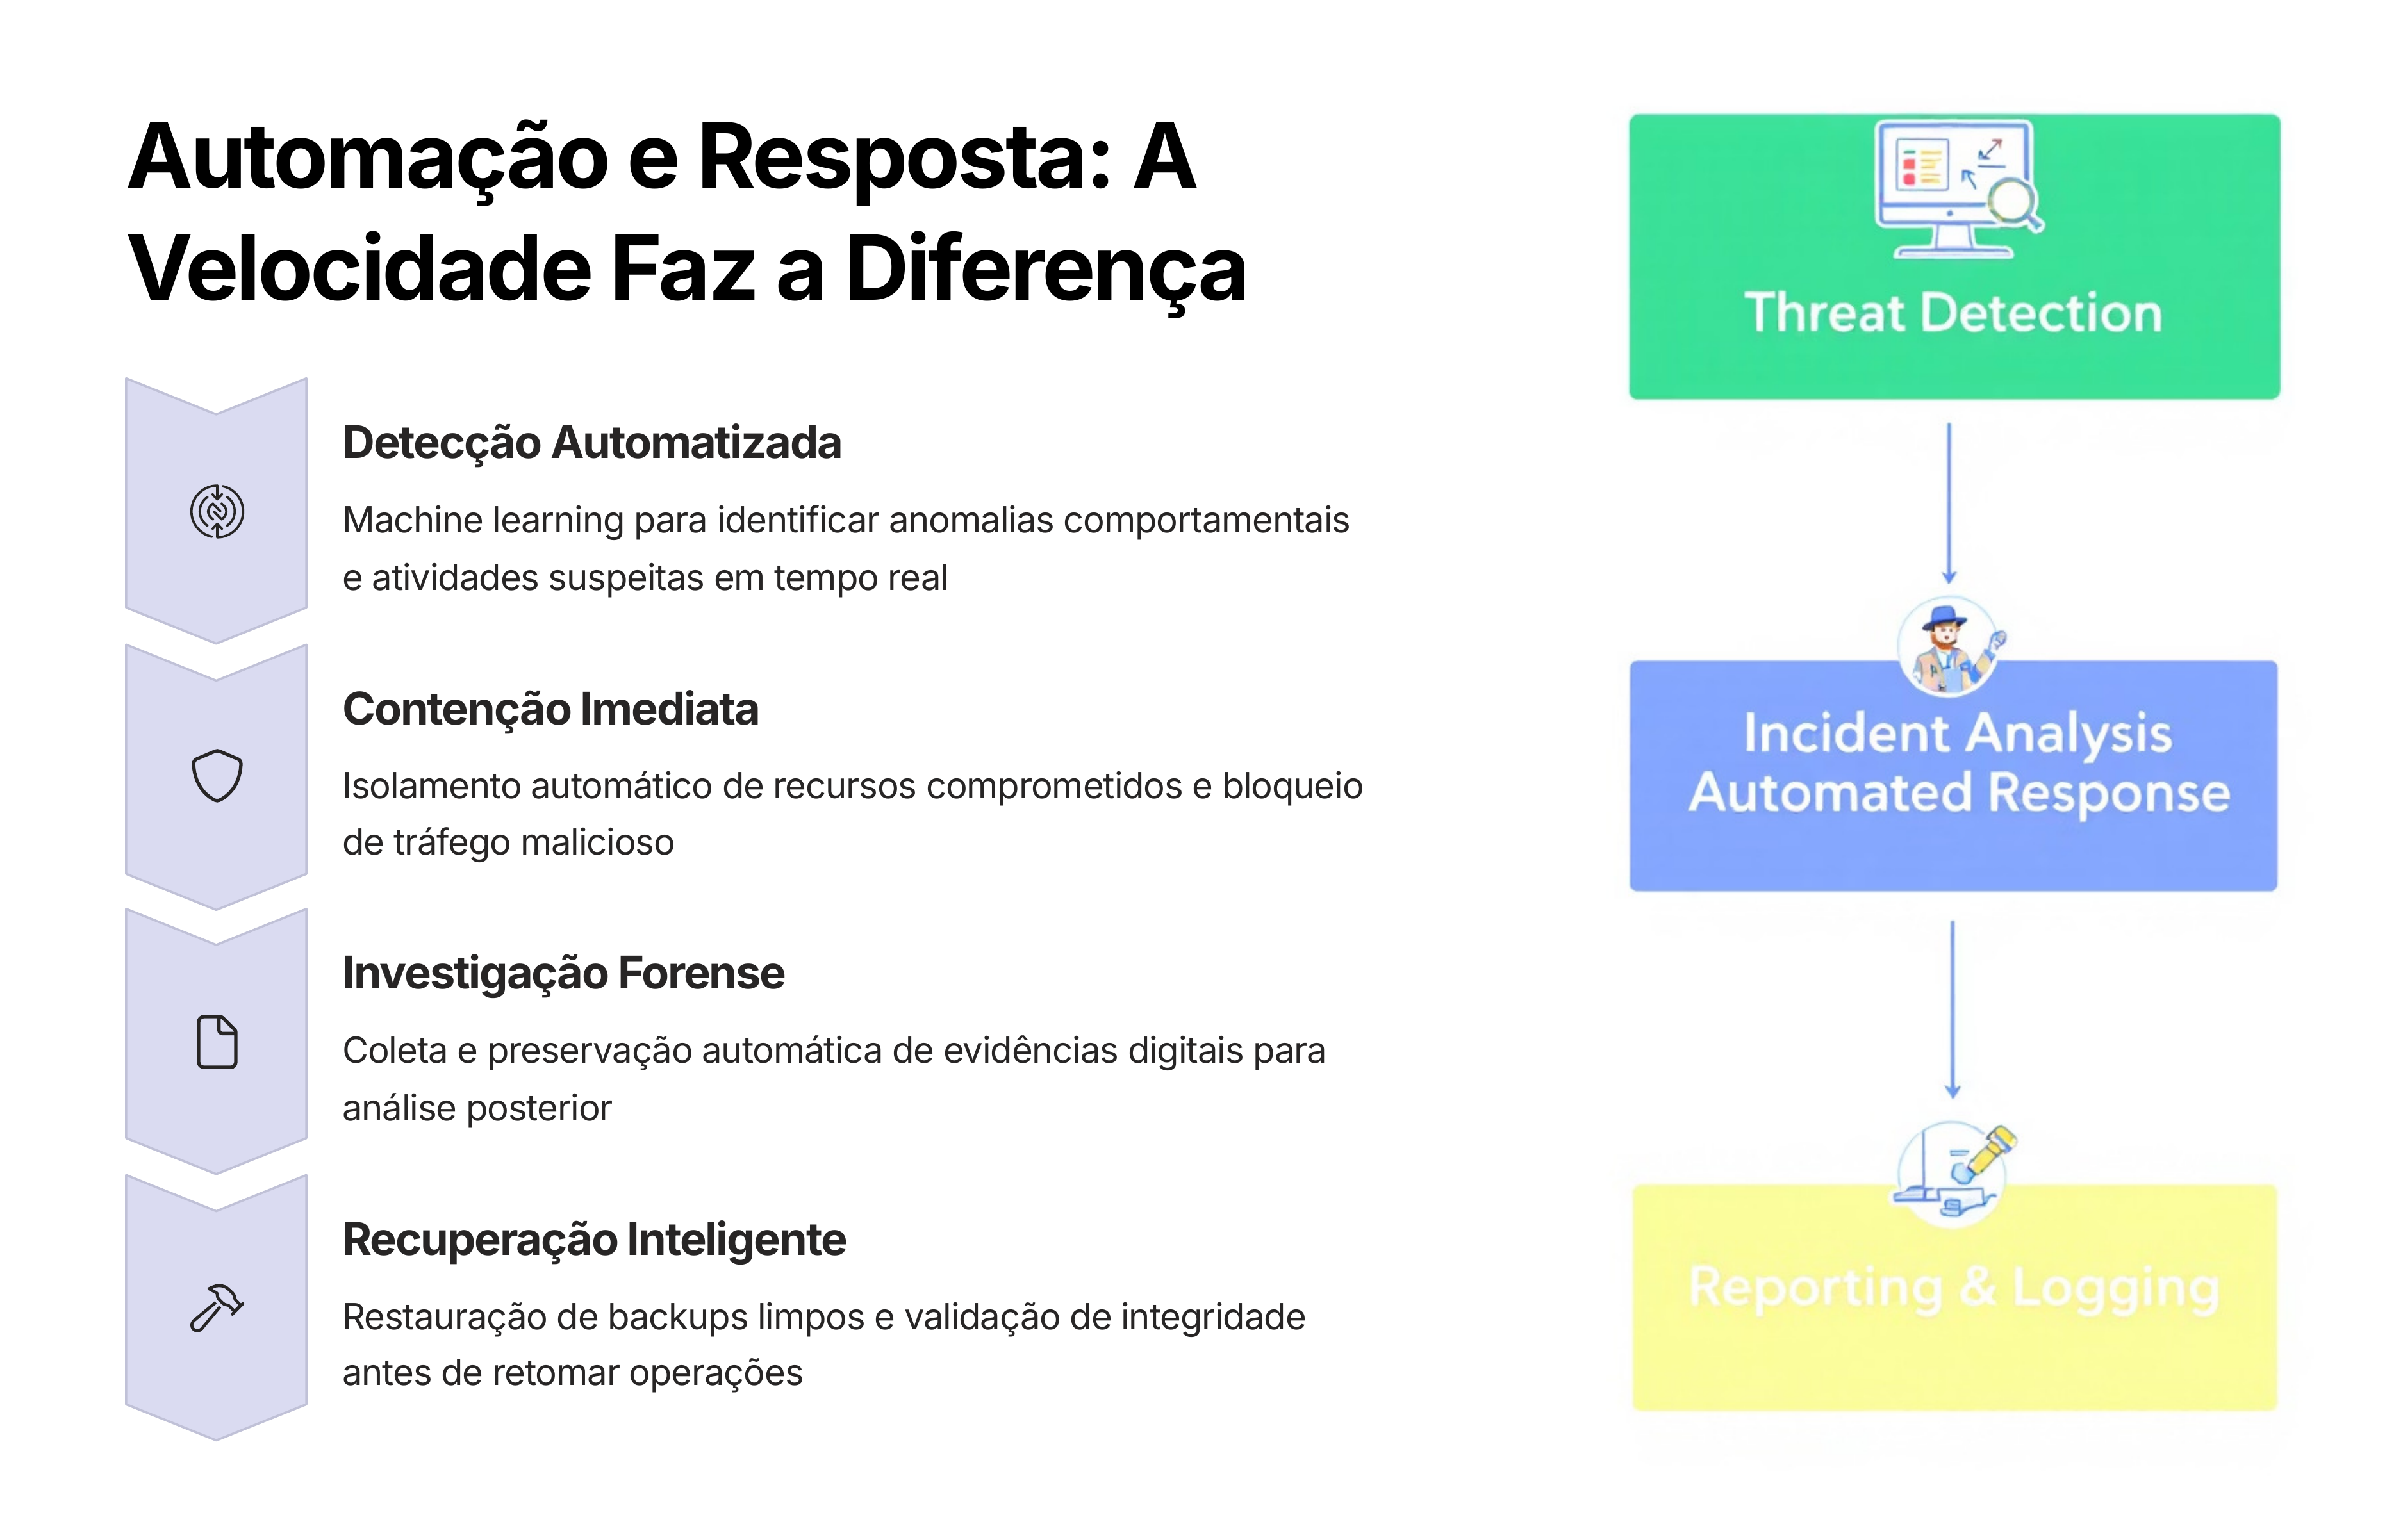 Automação e Resposta: A
Velocidade Faz a Diferença
Detecção Automatizada
Machine learning para identificar anomalias comportamentais
e atividades suspeitas em tempo real
Contenção Imediata
Isolamento automático de recursos comprometidos e bloqueio
de tráfego malicioso
Investigação Forense
Coleta e preservação automática de evidências digitais para
análise posterior
Recuperação Inteligente
Restauração de backups limpos e validação de integridade
antes de retomar operações
Threat Detection
Incident Analysis
Automated Response
Reporting & Logging